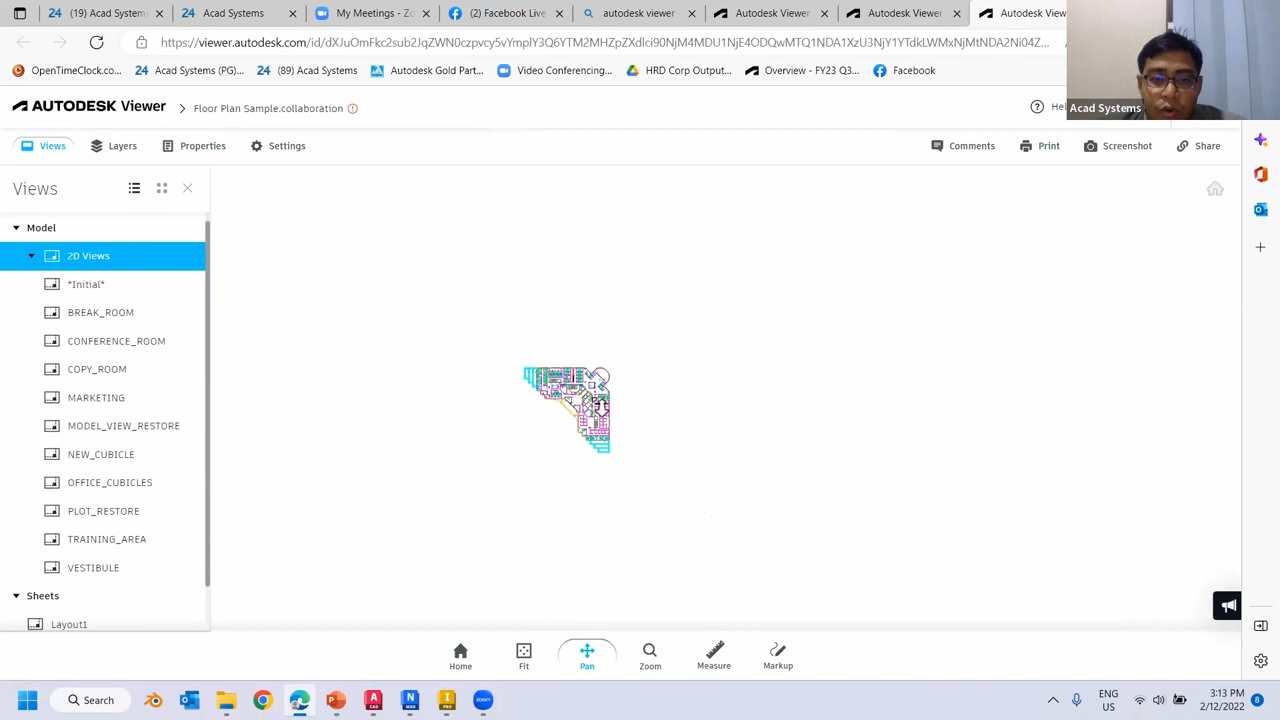 (19) Acad Systems
24 Acad Systems
My Meetings - Zo
(2) Facebook Live
autodesk viewer
Autodesk Viewer
Autodesk Viewer
Autodesk View
https://viewer.autodesk.com/id/
OpenTimeClock.co...
24 Acad Systems (PG)...
24 (89) Acad Systems
Autodesk Gold Part...
Video Conferencing...
HRD Corp Output...
Overview - FY23 Q3...
Facebook
Acad Systems
AUTODESK Viewer
Floor Plan Sample.collaboration
Hel
Views
Layers
Properties
Settings
Comments
Print
Screenshot
Share
Views
Model
2D Views
*Initial*
BREAK_ROOM
CONFERENCE_ROOM
COPY_ROOM
MARKETING
MODEL_VIEW_RESTORE
NEW_CUBICLE
OFFICE_CUBICLES
PLOT_RESTORE
TRAINING_AREA
VESTIBULE
Sheets
Layout1
Home
Fit
Pan
Zoom
Measure
Markup
Search
ENG
US
3:13 PM
2/12/2022
8